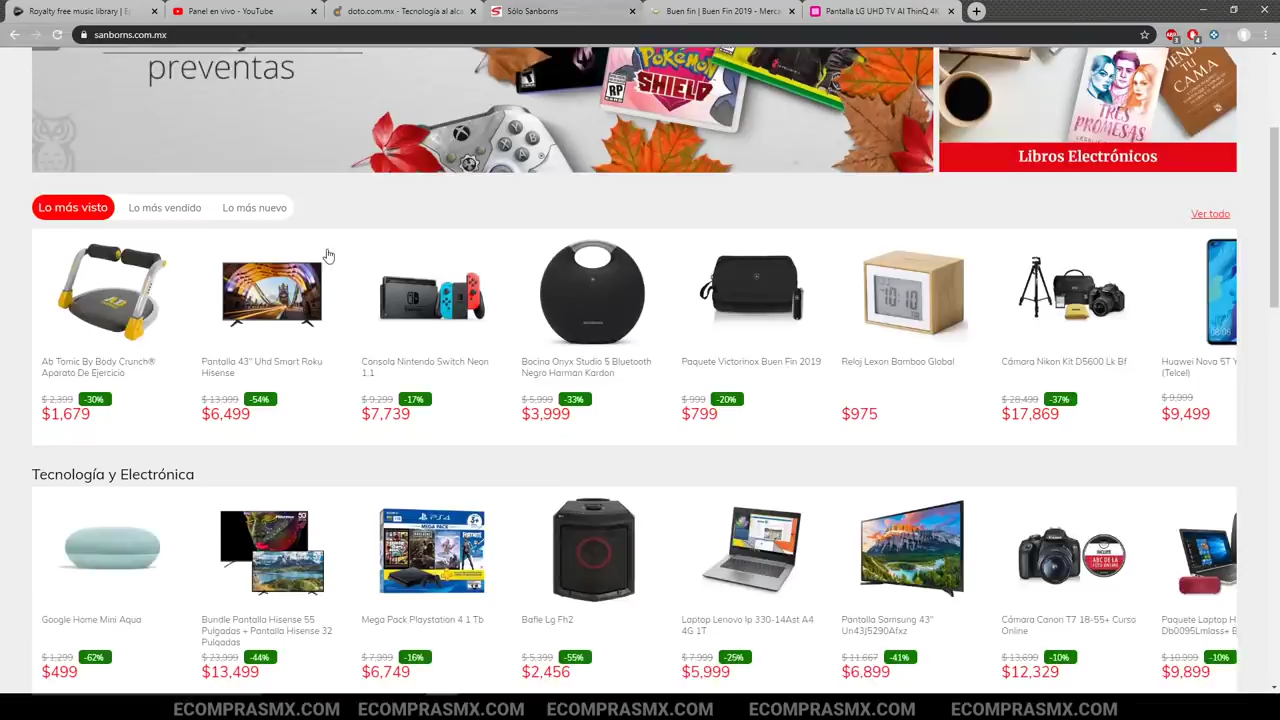 Royalty free music library | E
Panel en vivo - YouTube
doto.com.mx - Tecnología al alca
Sólo Sanborns
Buen fin | Buen Fin 2019 - Merca
Pantalla LG UHD TV AI ThinQ 4K
sanborns.com.mx
preventas
POKéMON
SHIELD
RP
TRES
PROMESAS
TU
CAMA
Libros Electrónicos
Lo más visto
Lo más vendido
Lo más nuevo
Ver todo
Ab Tomic By Body Crunch®
Aparato De Ejercicio
$ 2,399 -30%
$1,679
Pantalla 43" Uhd Smart Roku
Hisense
$ 13,999 -54%
$6,499
Consola Nintendo Switch Neon
1.1
$ 9,299 -17%
$7,739
Bocina Onyx Studio 5 Bluetooth
Negro Harman Kardon
$ 5,999 -33%
$3,999
Paquete Victorinox Buen Fin 2019
$ 999 -20%
$799
Reloj Lexon Bamboo Global
$975
Cámara Nikon Kit D5600 Lk Bf
$ 28,499 -37%
$17,869
Huawei Nova 5T Y
(Telcel)
$ 9,999
$9,499
Tecnología y Electrónica
Google Home Mini Aqua
$ 1,299 -62%
$499
Bundle Pantalla Hisense 55
Pulgadas + Pantalla Hisense 32
Pulgadas
$ 23,999 -44%
$13,499
Mega Pack Playstation 4 1 Tb
$ 7,999 -16%
$6,749
Bafle Lg Fh2
$ 5,399 -55%
$2,456
Laptop Lenovo Ip 330-14Ast A4
4G 1T
$ 7,999 -25%
$5,999
Pantalla Samsung 43"
Un43J5290Afxz
$ 11,667 -41%
$6,899
Cámara Canon T7 18-55+ Curso
Online
$ 13,699 -10%
$12,329
Paquete Laptop H
Db0095Lmlass+ B
$ 10,999 -10%
$9,899
ECOMPRASMX.COM ECOMPRASMX.COM ECOMPRASMX.COM ECOMPRASMX.COM ECOMPRASMX.COM